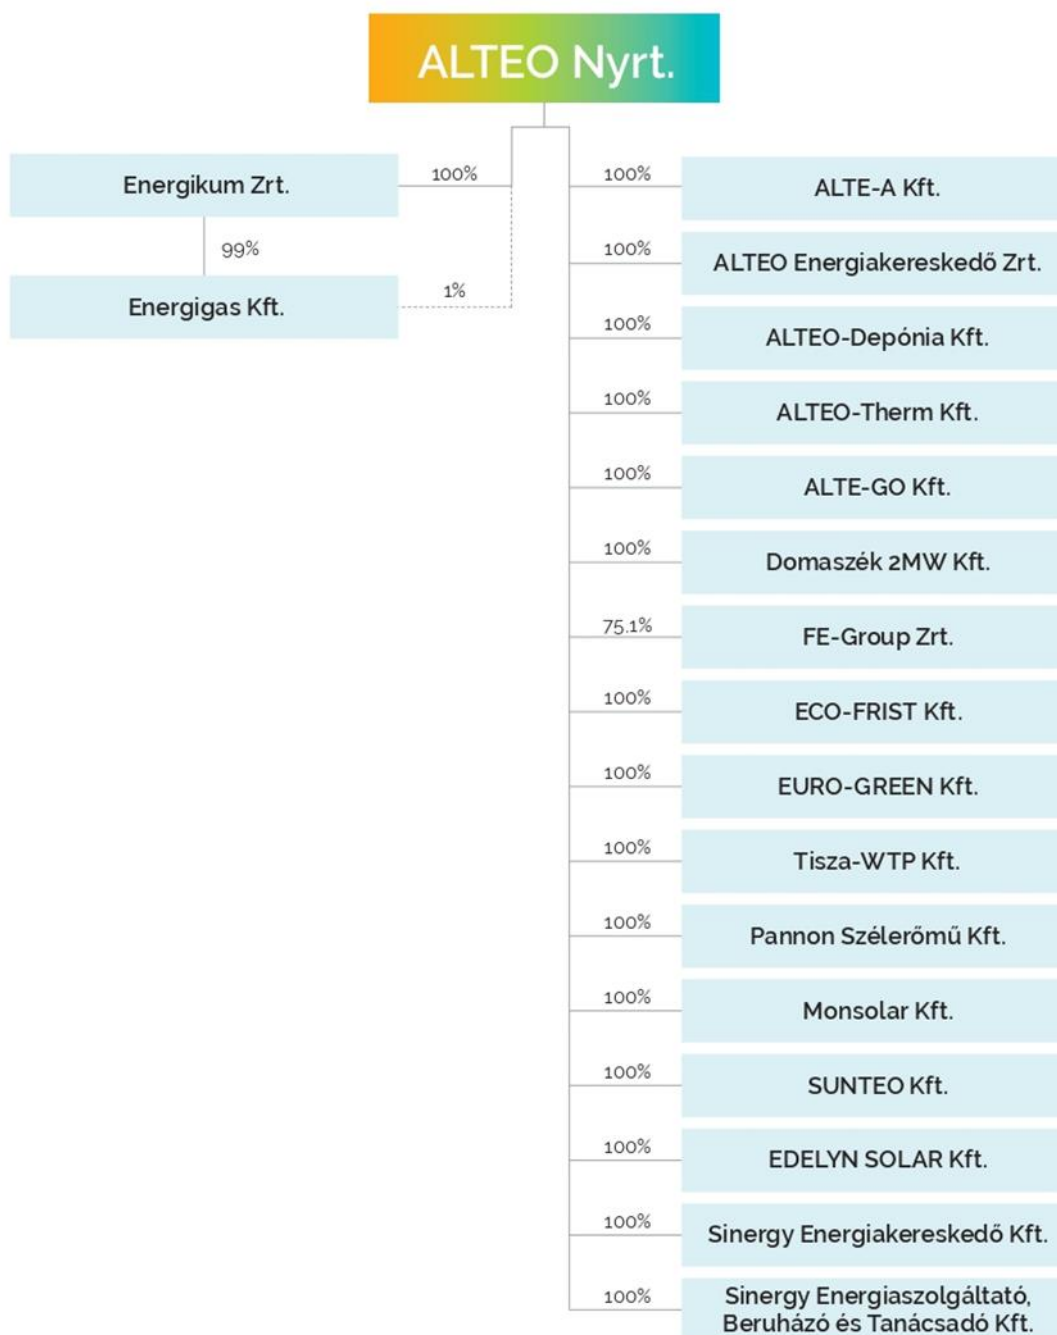 ALTEO Nyrt.
Energikum Zrt.
100%
99%
Energigas Kft.
1%
100%
ALTE-A Kft.
100%
ALTEO Energiakereskedő Zrt.
100%
ALTEO-Depónia Kft.
100%
ALTEO-Therm Kft.
100%
ALTE-GO Kft.
100%
Domaszék 2MW Kft.
75.1%
FE-Group Zrt.
100%
ECO-FRIST Kft.
100%
EURO-GREEN Kft.
100%
Tisza-WTP Kft.
100%
Pannon Szélerőmű Kft.
100%
Monsolar Kft.
100%
SUNTEO Kft.
100%
EDELYN SOLAR Kft.
100%
Sinergy Energiakereskedő Kft.
100%
Sinergy Energiaszolgáltató,
Beruházó és Tanácsadó Kft.